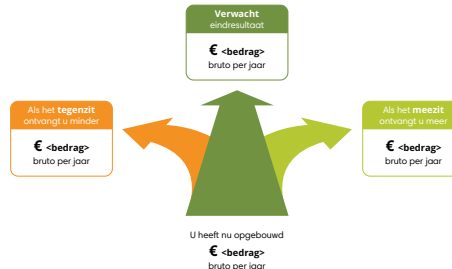 Verwacht
eindresultaat
€ <bedrag>
bruto per jaar
Als het tegenzit
ontvangt u minder
€ <bedrag>
bruto per jaar
Als het meezit
ontvangt u meer
€ <bedrag>
bruto per jaar
U heeft nu opgebouwd
€ <bedrag>
bruto per jaar